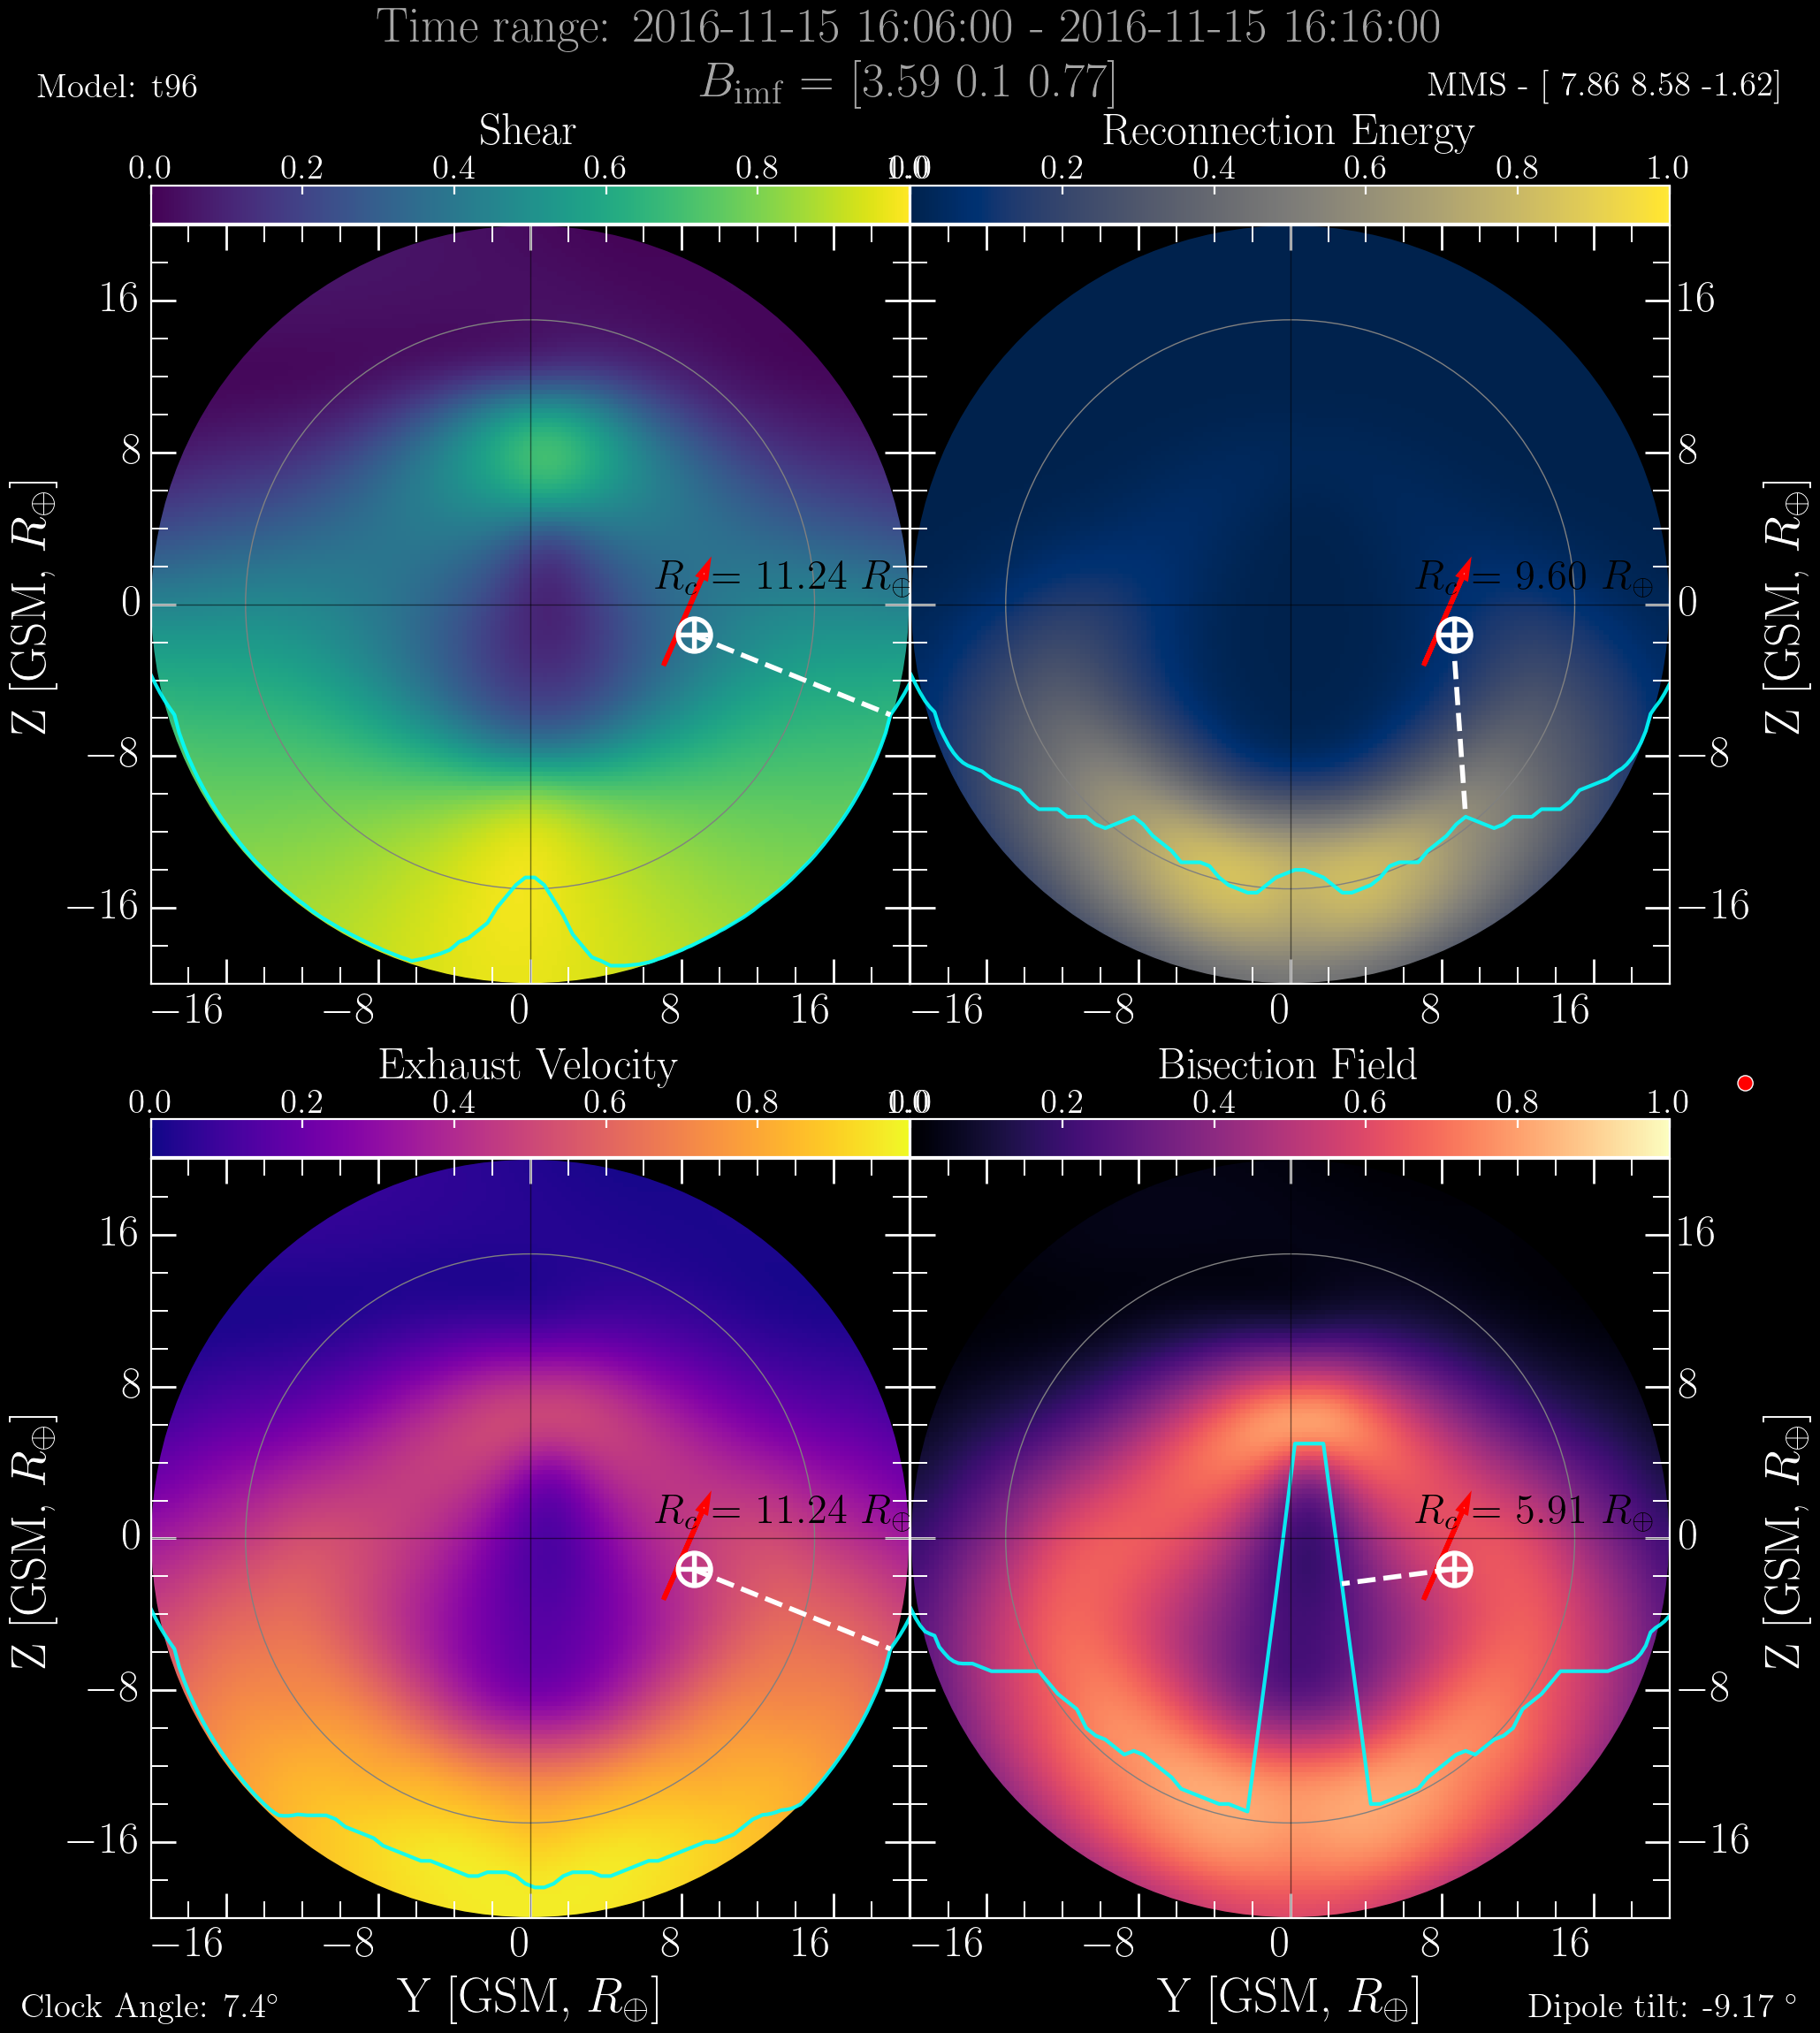 Time range: 2016-11-15 16:06:00 - 2016-11-15 16:16:00
Model: t96
B_imf = [3.59 0.1 0.77]
MMS - [ 7.86 8.58 -1.62]
Shear
Reconnection Energy
0.0 0.2 0.4 0.6 0.8 1.0
0.0 0.2 0.4 0.6 0.8 1.0
16
8
0
−8
−16
Z [GSM, R⊕]
R_c = 11.24 R⊕
R_c = 9.60 R⊕
16
8
0
−8
−16
Z [GSM, R⊕]
−16 −8 0 8 16
−16 −8 0 8 16
Exhaust Velocity
Bisection Field
0.0 0.2 0.4 0.6 0.8 1.0
0.0 0.2 0.4 0.6 0.8 1.0
16
8
0
−8
−16
Z [GSM, R⊕]
R_c = 11.24 R⊕
R_c = 5.91 R⊕
16
8
0
−8
−16
Z [GSM, R⊕]
−16 −8 0 8 16
−16 −8 0 8 16
Y [GSM, R⊕]
Y [GSM, R⊕]
Clock Angle: 7.4°
Dipole tilt: -9.17 °